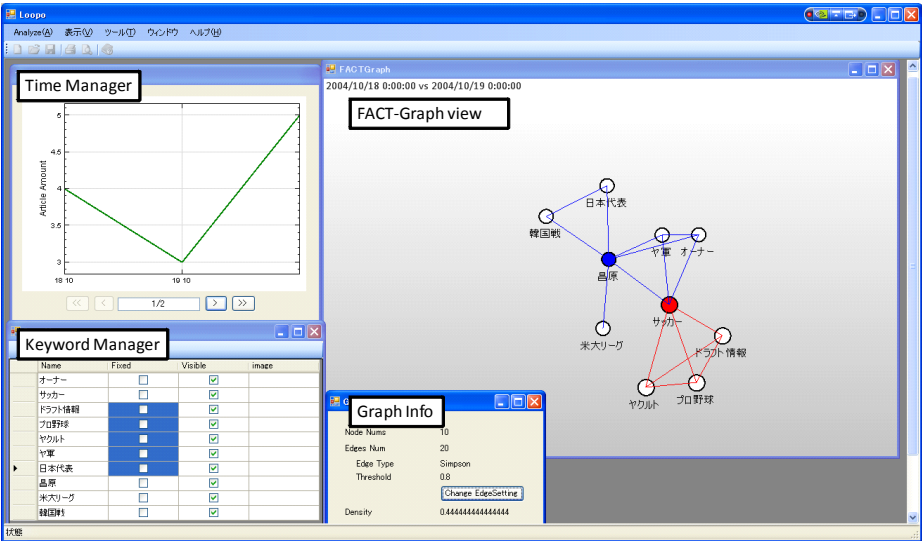 Loopo
Analyze(A) 表示(V) ツール(T) ウィンドウ ヘルプ(H)
Time Manager
Article Amount
5
4.5
4
3.5
3
18 10
19 10
<< < 1/2 > >>
FACTGraph
2004/10/18 0:00:00 vs 2004/10/19 0:00:00
FACT-Graph view
日本代表
韓国戦
ヤ軍
オーナー
昌原
サッカー
米大リーグ
ドラフト情報
ヤクルト
プロ野球
Keyword Manager
Name Fixed Visible image
オーナー
サッカー
ドラフト情報
プロ野球
ヤクルト
ヤ軍
日本代表
昌原
米大リーグ
韓国戦
G
Graph Info
Node Nums 10
Edges Num 20
Edge Type Simpson
Threshold 0.8
Change EdgeSetting
Density 0.444444444444444
状態